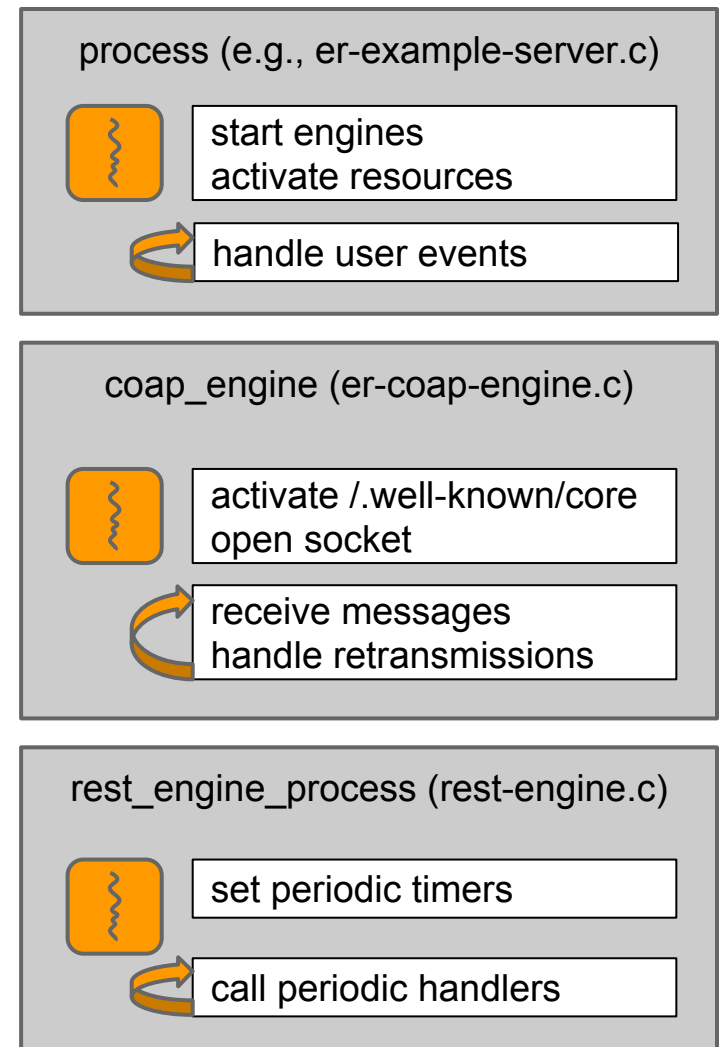 process (e.g., er-example-server.c)
start engines
activate resources
handle user events
coap_engine (er-coap-engine.c)
activate /.well-known/core
open socket
receive messages
handle retransmissions
rest_engine_process (rest-engine.c)
set periodic timers
call periodic handlers